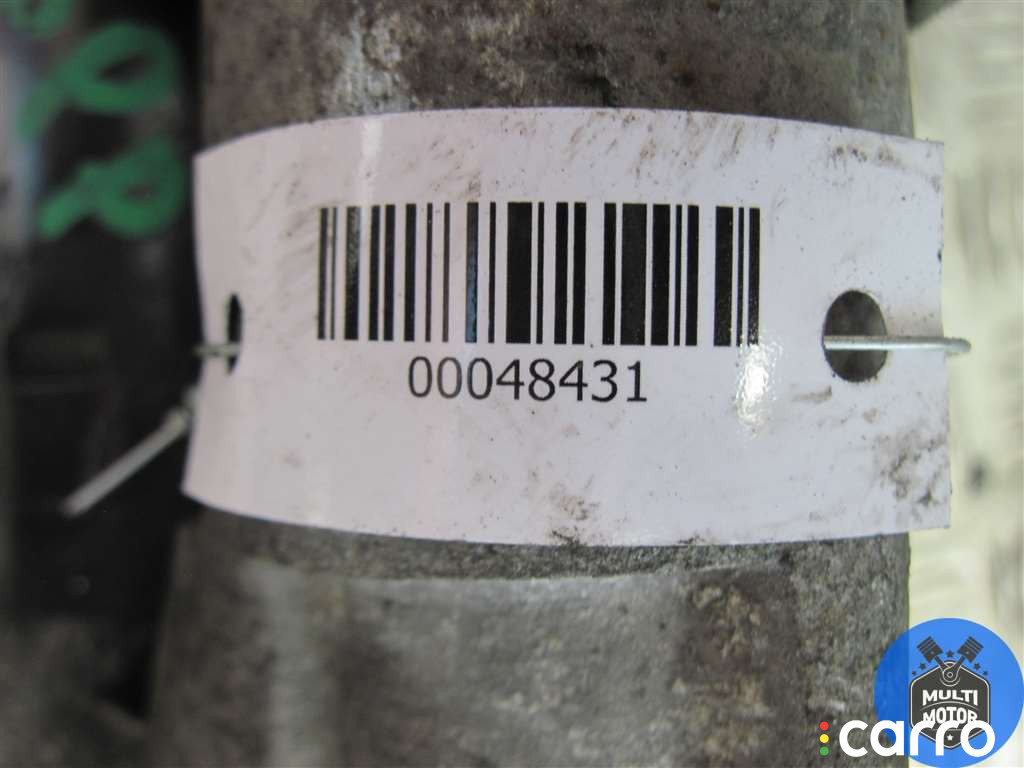 00048431
MULTI
MOTOR
carro